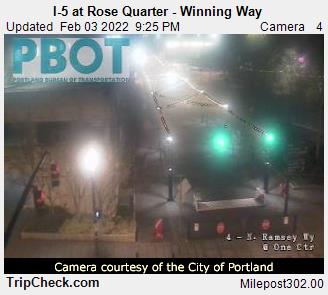 I-5 at Rose Quarter - Winning Way
Updated Feb 03 2022 9:25 PM Camera 4
PBOT
PORTLAND BUREAU OF TRANSPORTATION
4 - N. Ramsey Wy
@ One Ctr
Camera courtesy of the City of Portland
TripCheck.com Milepost302.00